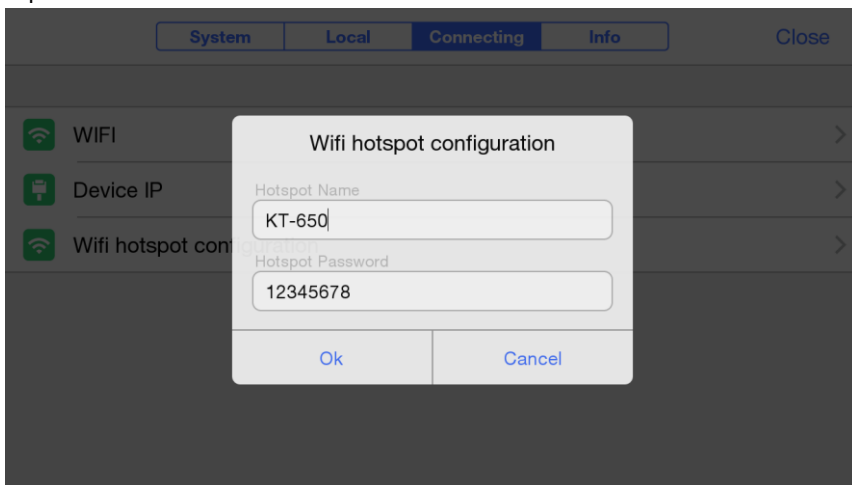 System Local Connecting Info Close
WIFI
Device IP
Wifi hotspot configuration
Wifi hotspot configuration
Hotspot Name
KT-650
Hotspot Password
12345678
Ok Cancel